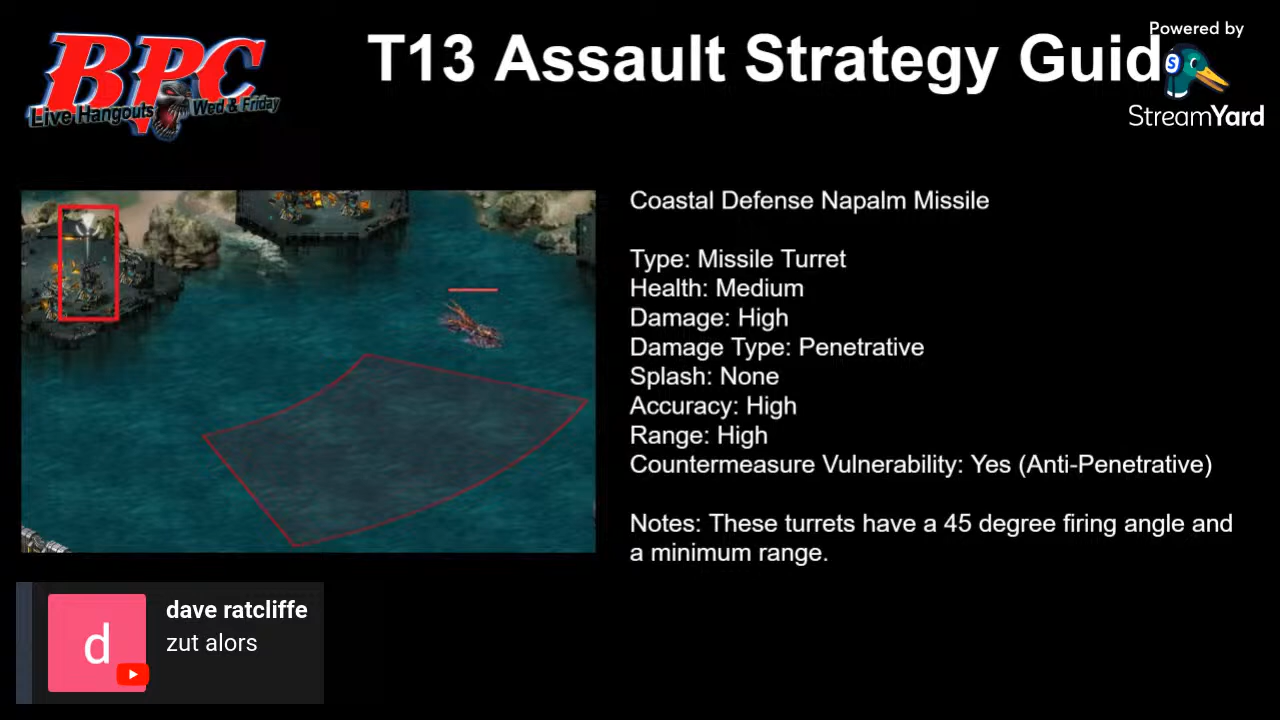 BPC
Live Hangouts Wed & Friday
T13 Assault Strategy Guid
Powered by
S
StreamYard
Coastal Defense Napalm Missile
Type: Missile Turret
Health: Medium
Damage: High
Damage Type: Penetrative
Splash: None
Accuracy: High
Range: High
Countermeasure Vulnerability: Yes (Anti-Penetrative)
Notes: These turrets have a 45 degree firing angle and
a minimum range.
d
dave ratcliffe
zut alors